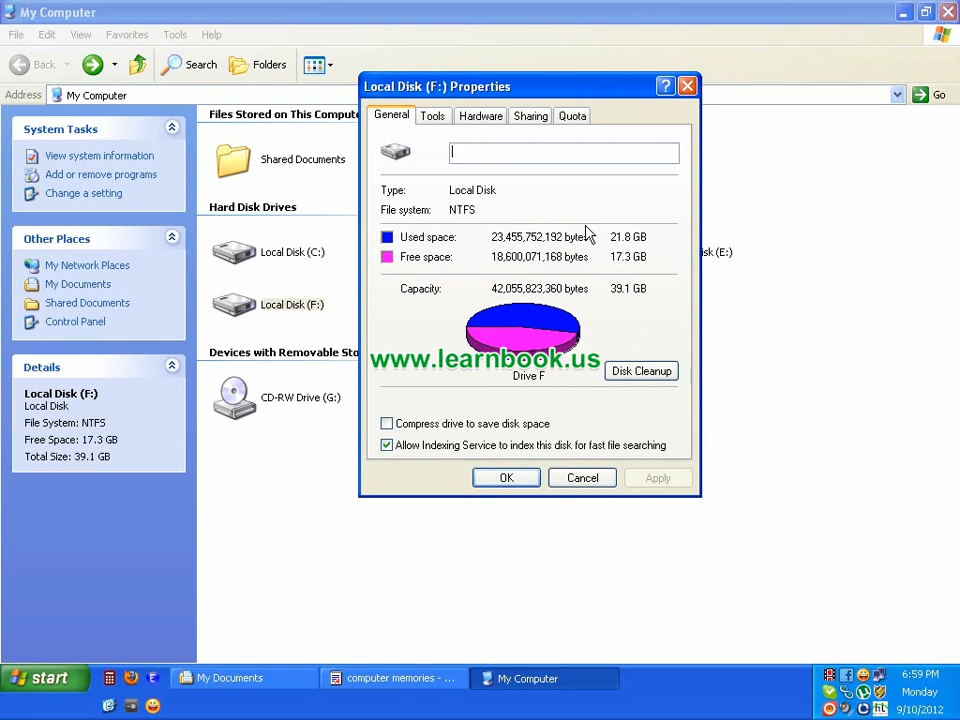 My Computer
File Edit View Favorites Tools Help
Back Search Folders
Address My Computer Go
System Tasks
View system information
Add or remove programs
Change a setting
Other Places
My Network Places
My Documents
Shared Documents
Control Panel
Details
Local Disk (F:)
Local Disk
File System: NTFS
Free Space: 17.3 GB
Total Size: 39.1 GB
Files Stored on This Compute
Shared Documents
Hard Disk Drives
Local Disk (C:)
sk (E:)
Local Disk (F:)
Devices with Removable Sto
CD-RW Drive (G:)
Local Disk (F:) Properties
General Tools Hardware Sharing Quota
Type: Local Disk
File system: NTFS
Used space: 23,455,752,192 bytes 21.8 GB
Free space: 18,600,071,168 bytes 17.3 GB
Capacity: 42,055,823,360 bytes 39.1 GB
www.learnbook.us
Drive F Disk Cleanup
Compress drive to save disk space
Allow Indexing Service to index this disk for fast file searching
OK Cancel Apply
start My Documents computer memories - ... My Computer
6:59 PM
Monday
9/10/2012